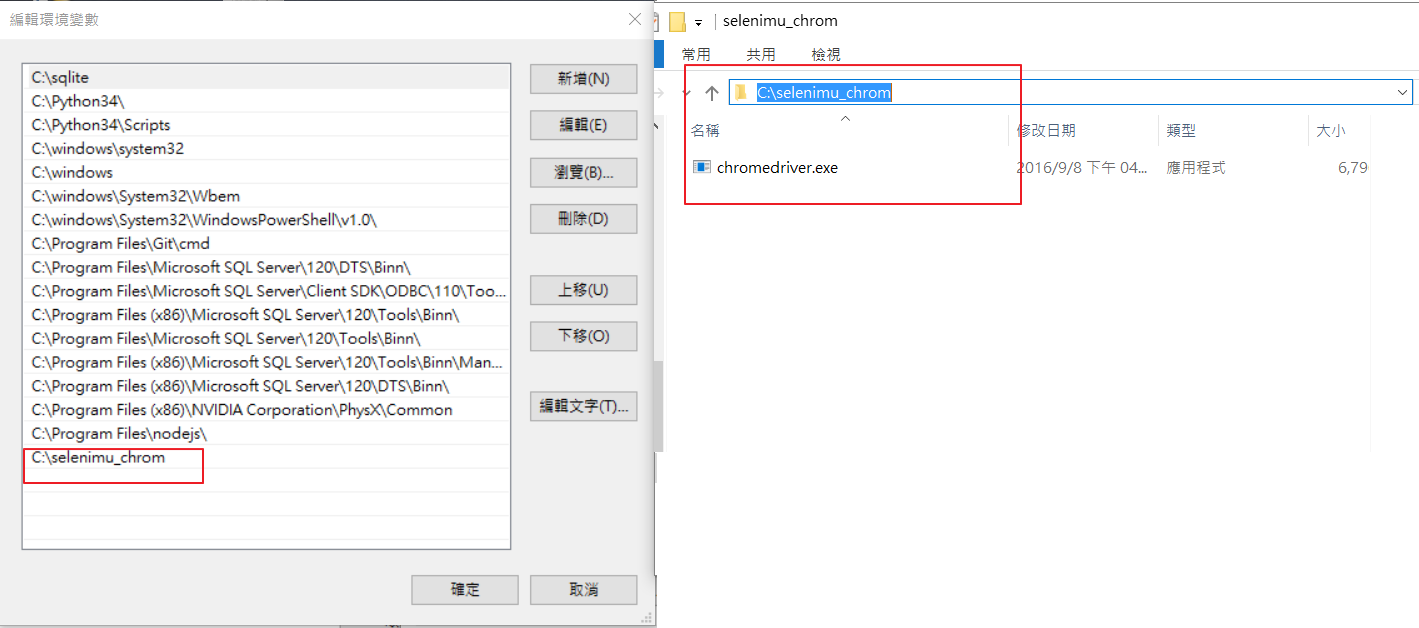 編輯環境變數
C:\sqlite
C:\Python34\
C:\Python34\Scripts
C:\windows\system32
C:\windows
C:\windows\System32\Wbem
C:\windows\System32\WindowsPowerShell\v1.0\
C:\Program Files\Git\cmd
C:\Program Files\Microsoft SQL Server\120\DTS\Binn\
C:\Program Files\Microsoft SQL Server\Client SDK\ODBC\110\Too...
C:\Program Files (x86)\Microsoft SQL Server\120\Tools\Binn\
C:\Program Files\Microsoft SQL Server\120\Tools\Binn\
C:\Program Files (x86)\Microsoft SQL Server\120\Tools\Binn\Man...
C:\Program Files (x86)\Microsoft SQL Server\120\DTS\Binn\
C:\Program Files (x86)\NVIDIA Corporation\PhysX\Common
C:\Program Files\nodejs\
C:\selenimu_chrom
新增(N)
編輯(E)
瀏覽(B)...
刪除(D)
上移(U)
下移(O)
編輯文字(T)...
確定 取消
selenimu_chrom
常用 共用 檢視
C:\selenimu_chrom
名稱 修改日期 類型 大小
chromedriver.exe 2016/9/8 下午 04... 應用程式 6,79